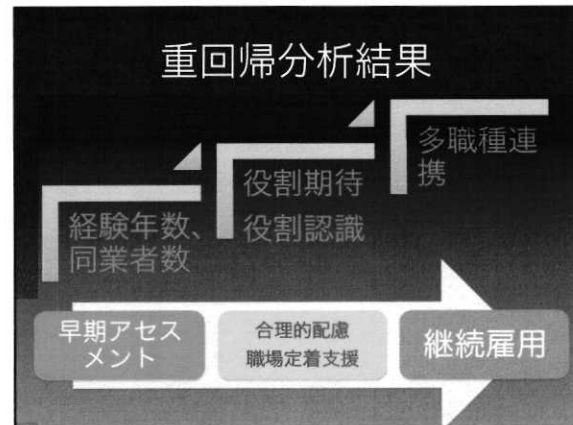 重回帰分析結果
経験年数、
同業者数
役割期待
役割認識
多職種連
携
早期アセス
メント
合理的配慮
職場定着支援
継続雇用